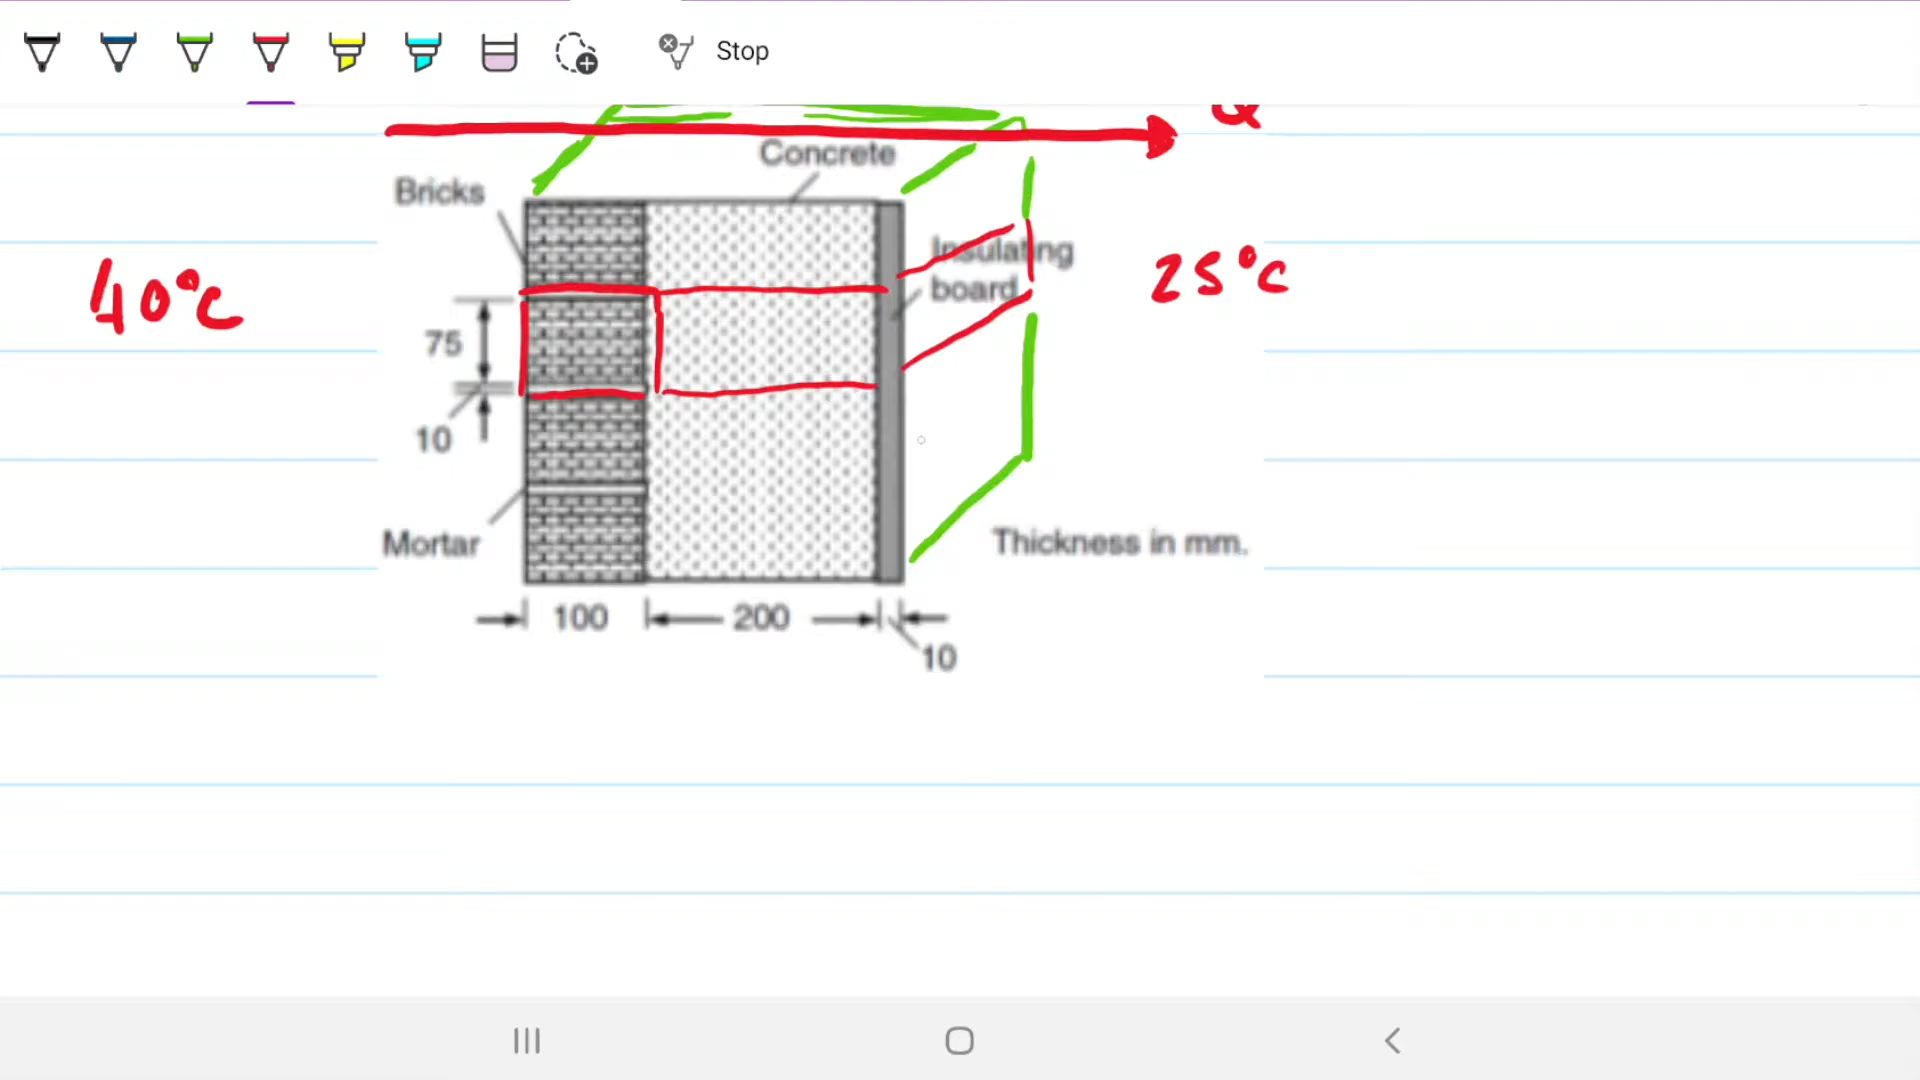 Stop
Concrete
Bricks
Insulating
board
40°C
25°C
75
10
Mortar
Thickness in mm.
100
200
10